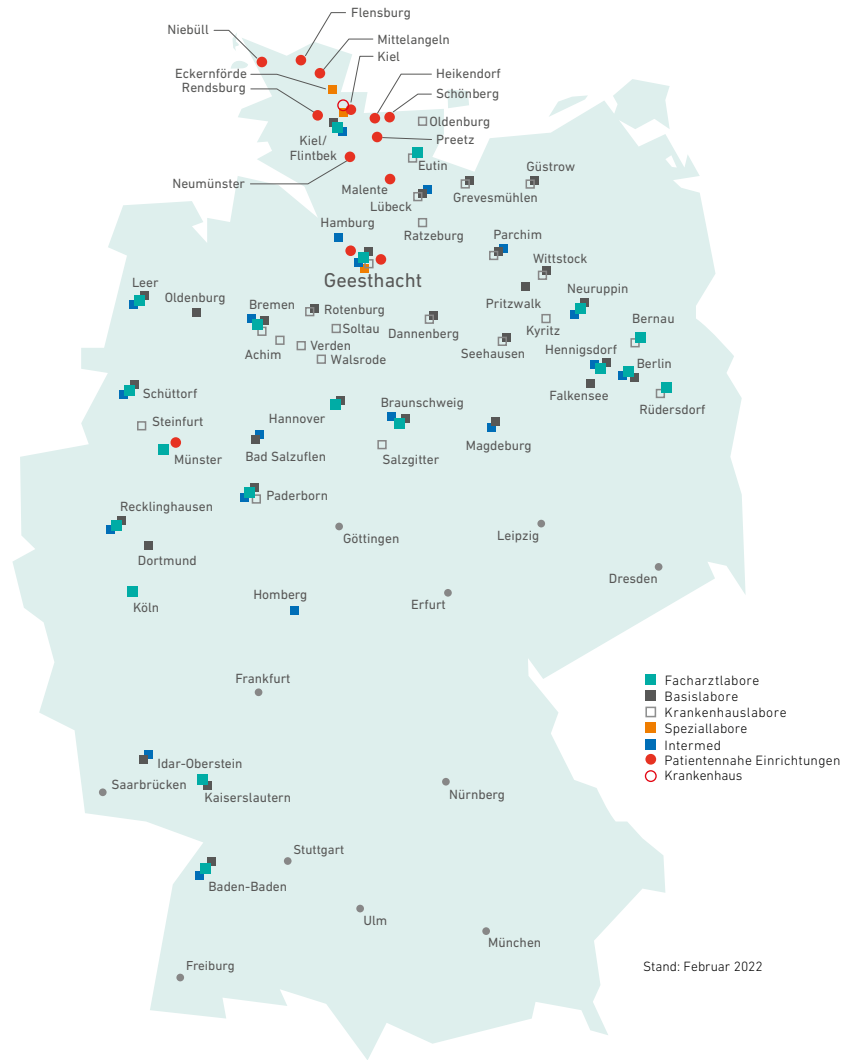 Flensburg
Niebüll
Mittelangeln
Kiel
Eckernförde
Heikendorf
Rendsburg
Schönberg
Oldenburg
Kiel/
Flintbek
Preetz
Eutin
Güstrow
Neumünster
Malente
Grevesmühlen
Lübeck
Hamburg
Ratzeburg
Parchim
Wittstock
Geesthacht
Leer
Neuruppin
Oldenburg
Bremen
Rotenburg
Pritzwalk
Bernau
Soltau
Dannenberg
Kyritz
Achim
Verden
Seehausen
Hennigsdorf
Walsrode
Berlin
Schüttorf
Falkensee
Braunschweig
Rüdersdorf
Steinfurt
Hannover
Münster
Bad Salzuflen
Salzgitter
Magdeburg
Paderborn
Recklinghausen
Göttingen
Leipzig
Dortmund
Dresden
Homberg
Erfurt
Köln
Frankfurt
Facharztlabore
Basislabore
Krankenhauslabore
Speziallabore
Intermed
Patientennahe Einrichtungen
Krankenhaus
Idar-Oberstein
Saarbrücken
Kaiserslautern
Nürnberg
Stuttgart
Baden-Baden
Ulm
München
Freiburg
Stand: Februar 2022